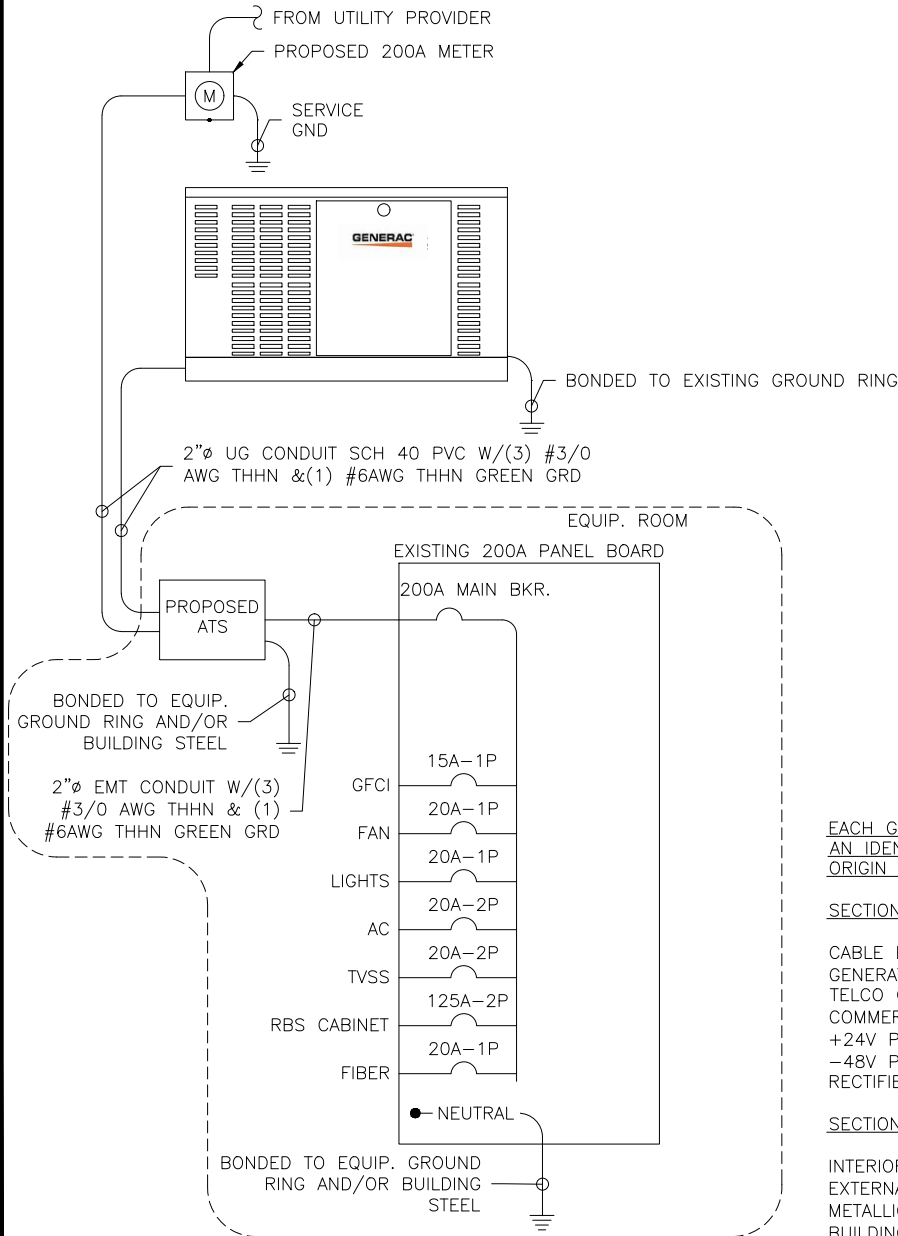 FROM UTILITY PROVIDER
PROPOSED 200A METER
M
SERVICE
GND
GENERAC
BONDED TO EXISTING GROUND RING
2"ø UG CONDUIT SCH 40 PVC W/(3) #3/0
AWG THHN &(1) #6AWG THHN GREEN GRD
EQUIP. ROOM
EXISTING 200A PANEL BOARD
200A MAIN BKR.
PROPOSED
ATS
BONDED TO EQUIP.
GROUND RING AND/OR
BUILDING STEEL
2"ø EMT CONDUIT W/(3)
#3/0 AWG THHN & (1)
#6AWG THHN GREEN GRD
15A-1P
GFCI
20A-1P
FAN
20A-1P
LIGHTS
20A-2P
AC
20A-2P
TVSS
125A-2P
RBS CABINET
20A-1P
FIBER
NEUTRAL
BONDED TO EQUIP. GROUND
RING AND/OR BUILDING
STEEL
EACH G
AN IDEN
ORIGIN
SECTION
CABLE
GENERAT
TELCO
COMMER
+24V P
-48V P
RECTIFIE
SECTION
INTERIOR
EXTERNA
METALLIC
BUILDING